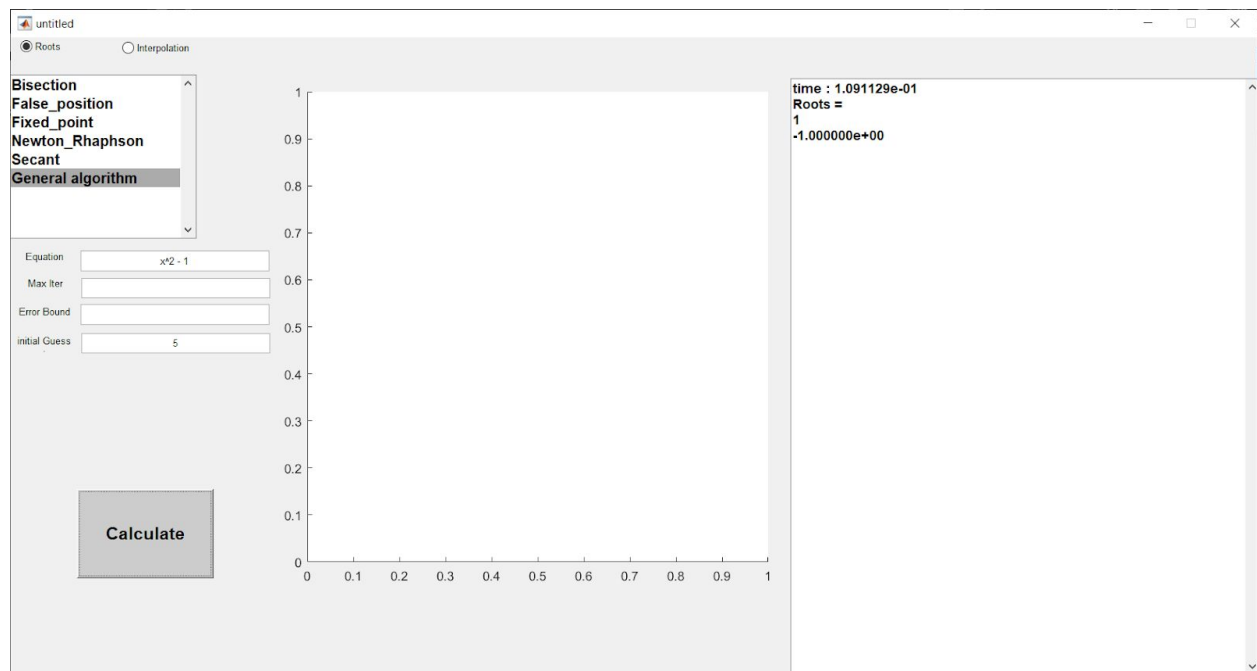 untitled
Roots
Interpolation
Bisection
False_position
Fixed_point
Newton_Rhaphson
Secant
General algorithm
Equation
x^2 - 1
Max Iter
Error Bound
initial Guess
5
Calculate
1
0.9
0.8
0.7
0.6
0.5
0.4
0.3
0.2
0.1
0
0 0.1 0.2 0.3 0.4 0.5 0.6 0.7 0.8 0.9 1
time : 1.091129e-01
Roots =
1
-1.000000e+00